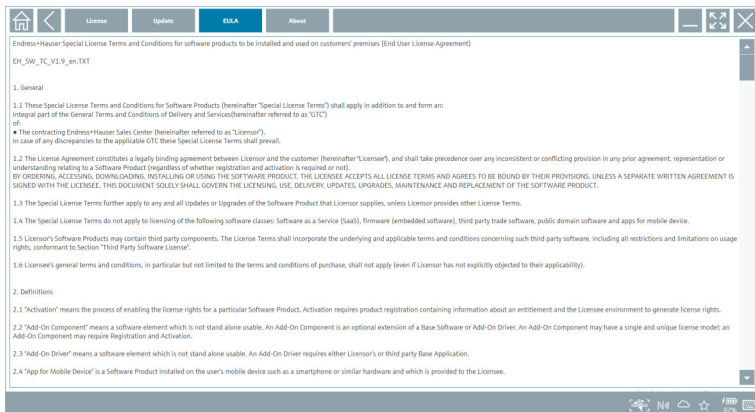 License
Update
EULA
About
Endress+Hauser Special License Terms and Conditions for software products to be installed and used on customers' premises (End User License Agreement)
EH_SW_TC_V1.9_en.TXT
1. General
1.1 These Special License Terms and Conditions for Software Products (hereinafter "Special License Terms") shall apply in addition to and form an:
Integral part of the General Terms and Conditions of Delivery and Services(hereinafter referred to as "GTC")
of:
▪ The contracting Endress+Hauser Sales Center (hereinafter referred to as "Licensor").
In case of any discrepancies to the applicable GTC these Special License Terms shall prevail.
1.2 The License Agreement constitutes a legally binding agreement between Licensor and the customer (hereinafter "Licensee"), and shall take precedence over any inconsistent or conflicting provision in any prior agreement, representation or
understanding relating to a Software Product (regardless of whether registration and activation is required or not).
BY ORDERING, ACCESSING, DOWNLOADING, INSTALLING OR USING THE SOFTWARE PRODUCT, THE LICENSEE ACCEPTS ALL LICENSE TERMS AND AGREES TO BE BOUND BY THEIR PROVISIONS. UNLESS A SEPARATE WRITTEN AGREEMENT IS
SIGNED WITH THE LICENSEE, THIS DOCUMENT SOLELY SHALL GOVERN THE LICENSING, USE, DELIVERY, UPDATES, UPGRADES, MAINTENANCE AND REPLACEMENT OF THE SOFTWARE PRODUCT.
1.3 The Special License Terms further apply to any and all Updates or Upgrades of the Software Product that Licensor supplies, unless Licensor provides other License Terms.
1.4 The Special License Terms do not apply to licensing of the following software classes: Software as a Service (SaaS), firmware (embedded software), third party trade software, public domain software and apps for mobile device.
1.5 Licensor's Software Products may contain third party components. The License Terms shall incorporate the underlying and applicable terms and conditions concerning such third party software, including all restrictions and limitations on usage
rights, conformant to Section "Third Party Software License".
1.6 Licensee's general terms and conditions, in particular but not limited to the terms and conditions of purchase, shall not apply (even if Licensor has not explicitly objected to their applicability).
2. Definitions
2.1 "Activation" means the process of enabling the license rights for a particular Software Product. Activation requires product registration containing information about an entitlement and the Licensee environment to generate license rights.
2.2 "Add-On Component" means a software element which is not stand alone usable. An Add-On Component is an optional extension of a Base Software or Add-On Driver. An Add-On Component may have a single and unique license model; an
Add-On Component may require Registration and Activation.
2.3 "Add-On Driver" means a software element which is not stand alone usable. An Add-On Driver requires either Licensor's or third party Base Application.
2.4 "App for Mobile Device" is a Software Product installed on the user's mobile device such as a smartphone or similar hardware and which is provided to the Licensee.
97%